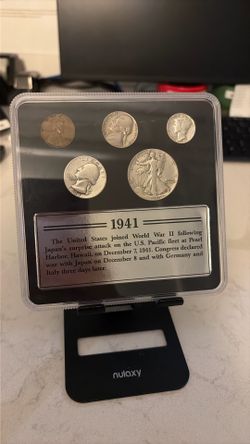 1941
The United States joined World War II following
Japan's surprise attack on the U.S. Pacific fleet at Pearl
Harbor, Hawaii, on December 7, 1941. Congress declared
war with Japan on December 8 and with Germany and
Italy three days later.
nulaxy